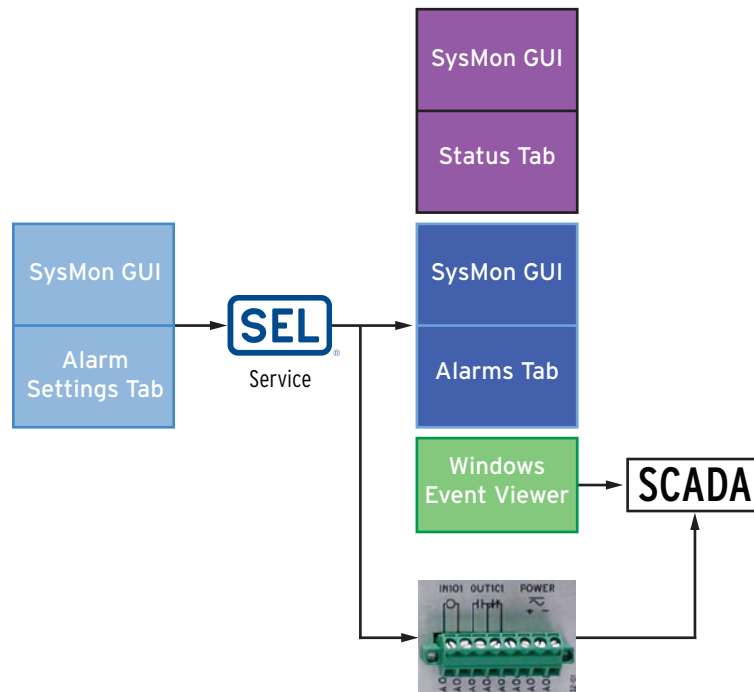 SysMon GUI
Status Tab
SysMon GUI
Alarm
Settings Tab
SEL
®
Service
SysMon GUI
Alarms Tab
Windows
Event Viewer
SCADA
IN101 OUT1C1 POWER
+ -